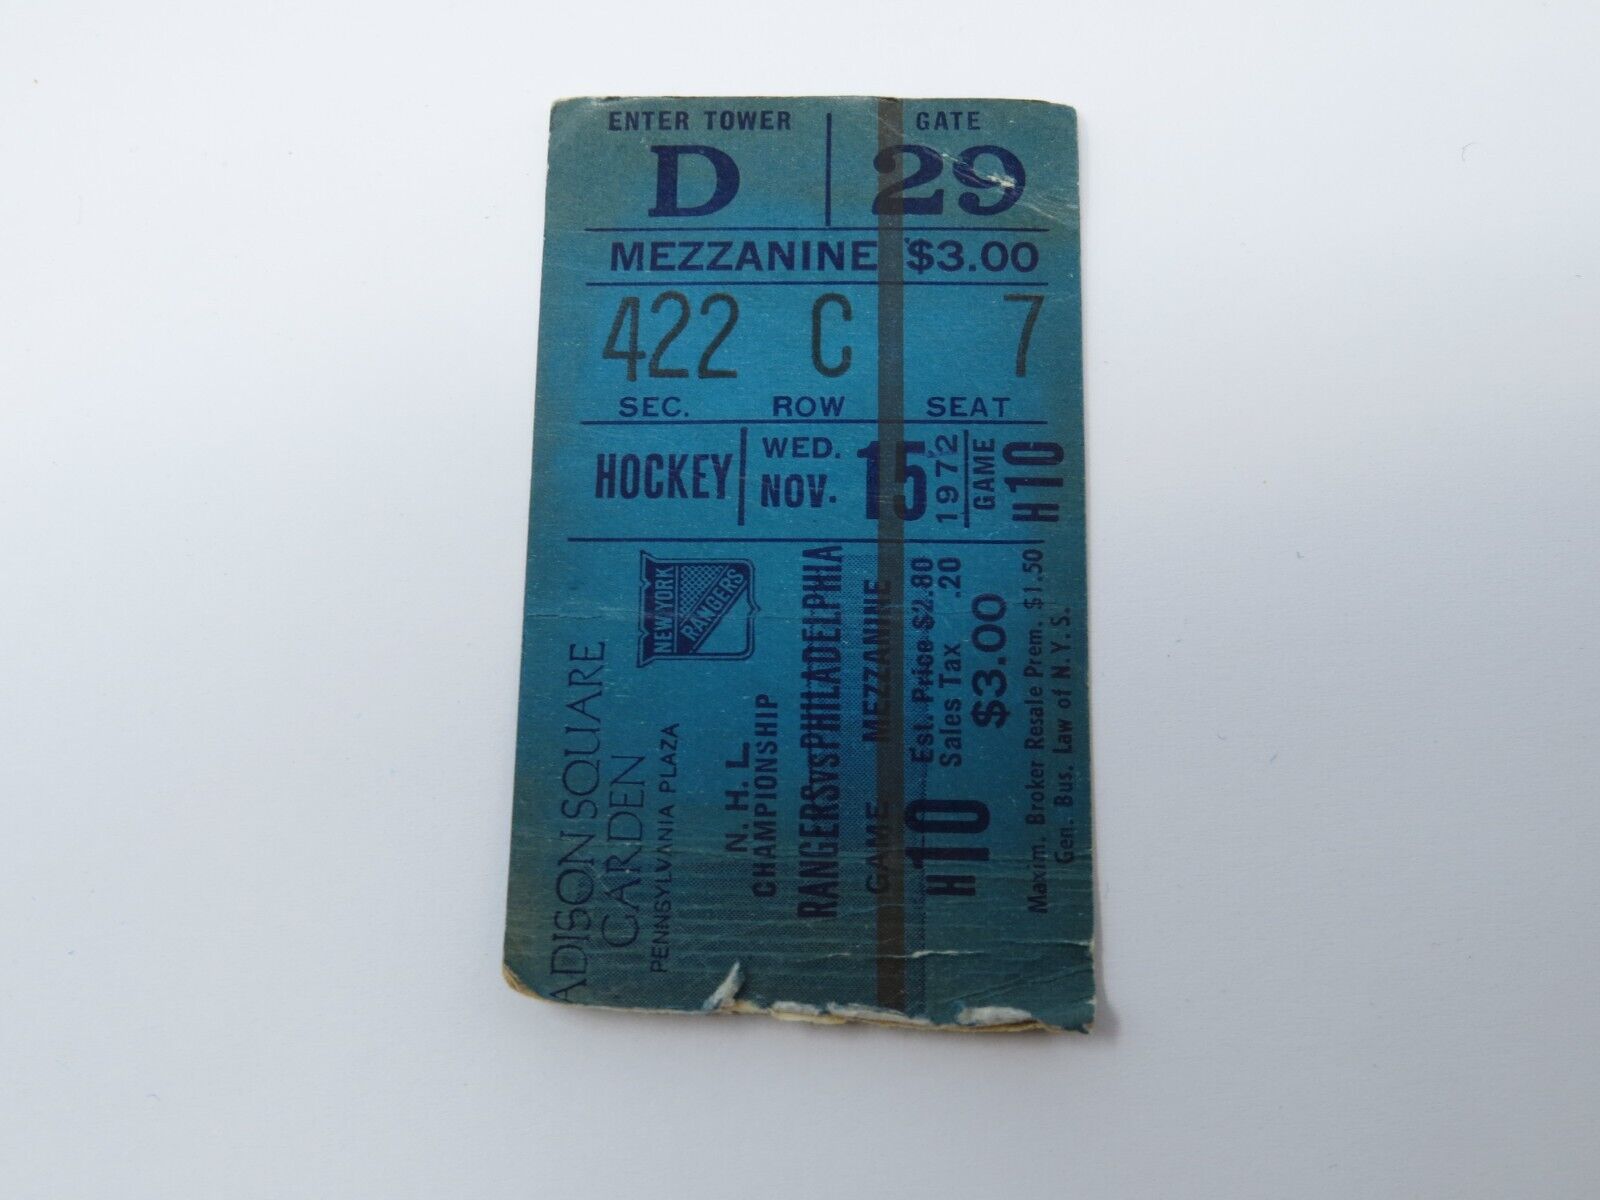 ENTER TOWER GATE
D 29
MEZZANINE $3.00
422 C 7
SEC. ROW SEAT
HOCKEY WED. NOV. 15 1972 GAME H10
ADISON SQUARE
GARDEN
PENNSYLVANIA PLAZA
NEW YORK
RANGERS
N. H. L
CHAMPIONSHIP
RANGERS vs PHILADELPHIA
GAME MEZZANINE
H10 Est. Price $2.80
Sales Tax .20
$3.00
Maxim. Broker Resale Prem. $1.50
Gen. Bus. Law of N.Y.S.